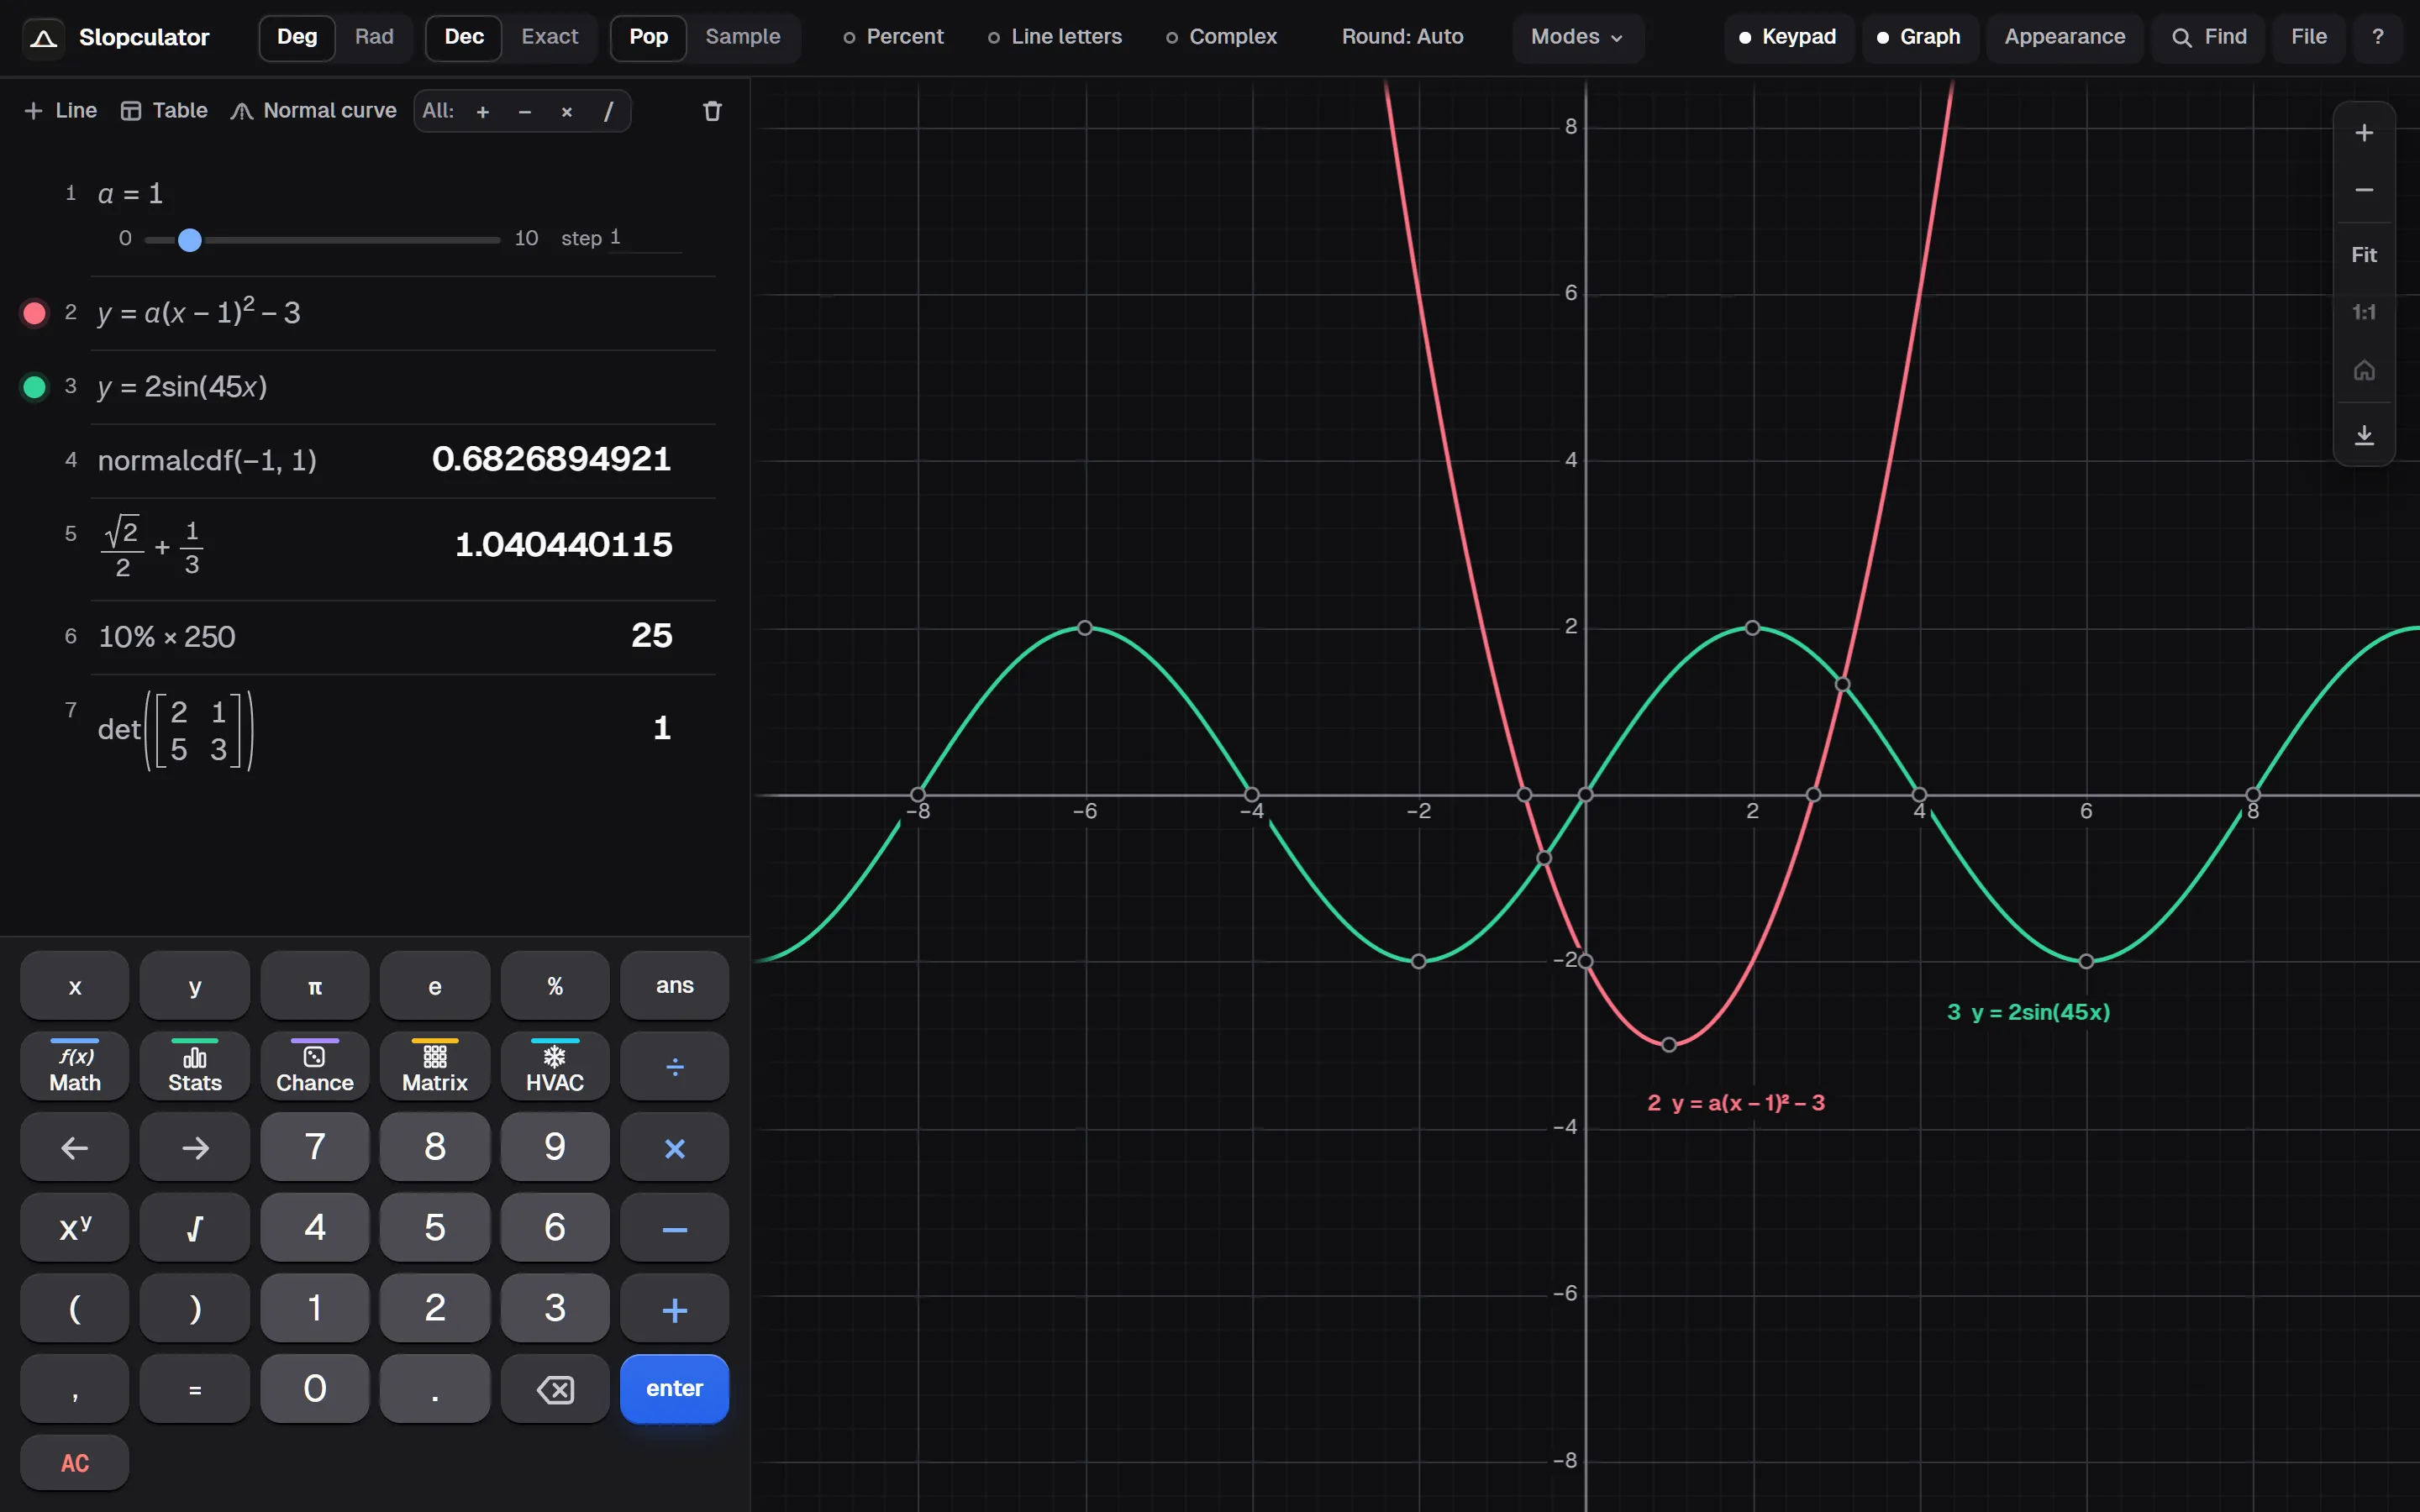 Slopculator Deg Rad Dec Exact Pop Sample Percent Line letters Complex Round: Auto Modes Keypad Graph Appearance Find File ?
+ Line Table Normal curve All: + − × /
1 a = 1
0 10 step 1
2 y = a(x − 1)² − 3
3 y = 2sin(45x)
4 normalcdf(−1, 1) 0.6826894921
5 √2/2 + 1/3 1.040440115
6 10% × 250 25
7 det([2 1
5 3]) 1
x y π e % ans
f(x) Math Stats Chance Matrix HVAC ÷
← → 7 8 9 ×
xʸ √ 4 5 6 −
( ) 1 2 3 +
, = 0 . enter
AC
8
6
4
2
−8 −6 −4 −2 2 4 6 8
−2
3 y = 2sin(45x)
2 y = a(x − 1)² − 3
−4
−6
−8
+
−
Fit
1:1